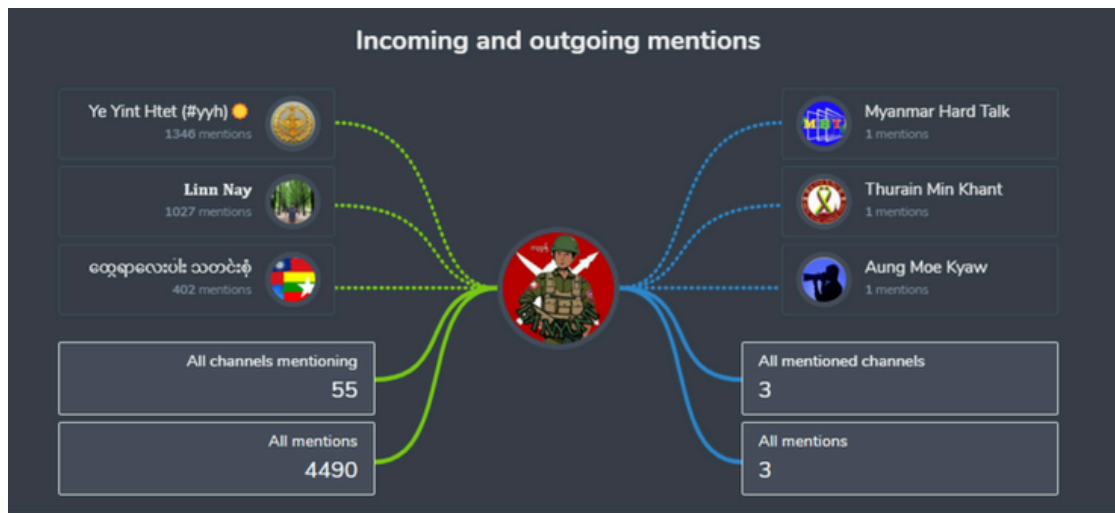 Incoming and outgoing mentions
Ye Yint Htet (#yyh)
1346 mentions
Linn Nay
1027 mentions
ထွေရာလေးပါး သတင်းစုံ
402 mentions
All channels mentioning
55
All mentions
4490
Myanmar Hard Talk
1 mentions
Thurain Min Khant
1 mentions
Aung Moe Kyaw
1 mentions
All mentioned channels
3
All mentions
3